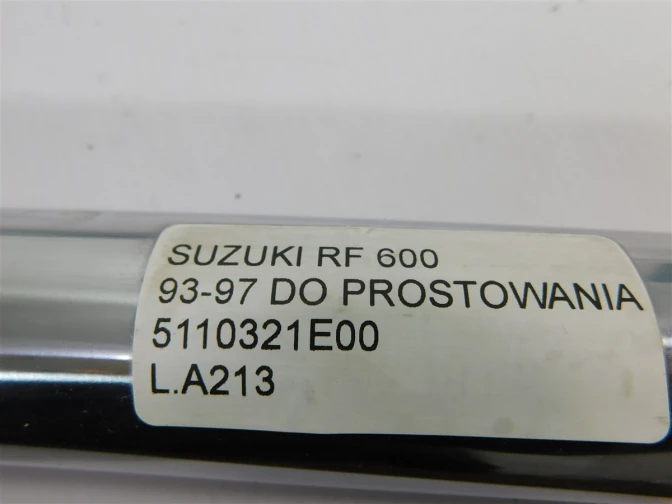 SUZUKI RF 600
93-97 DO PROSTOWANIA
5110321E00
L.A213